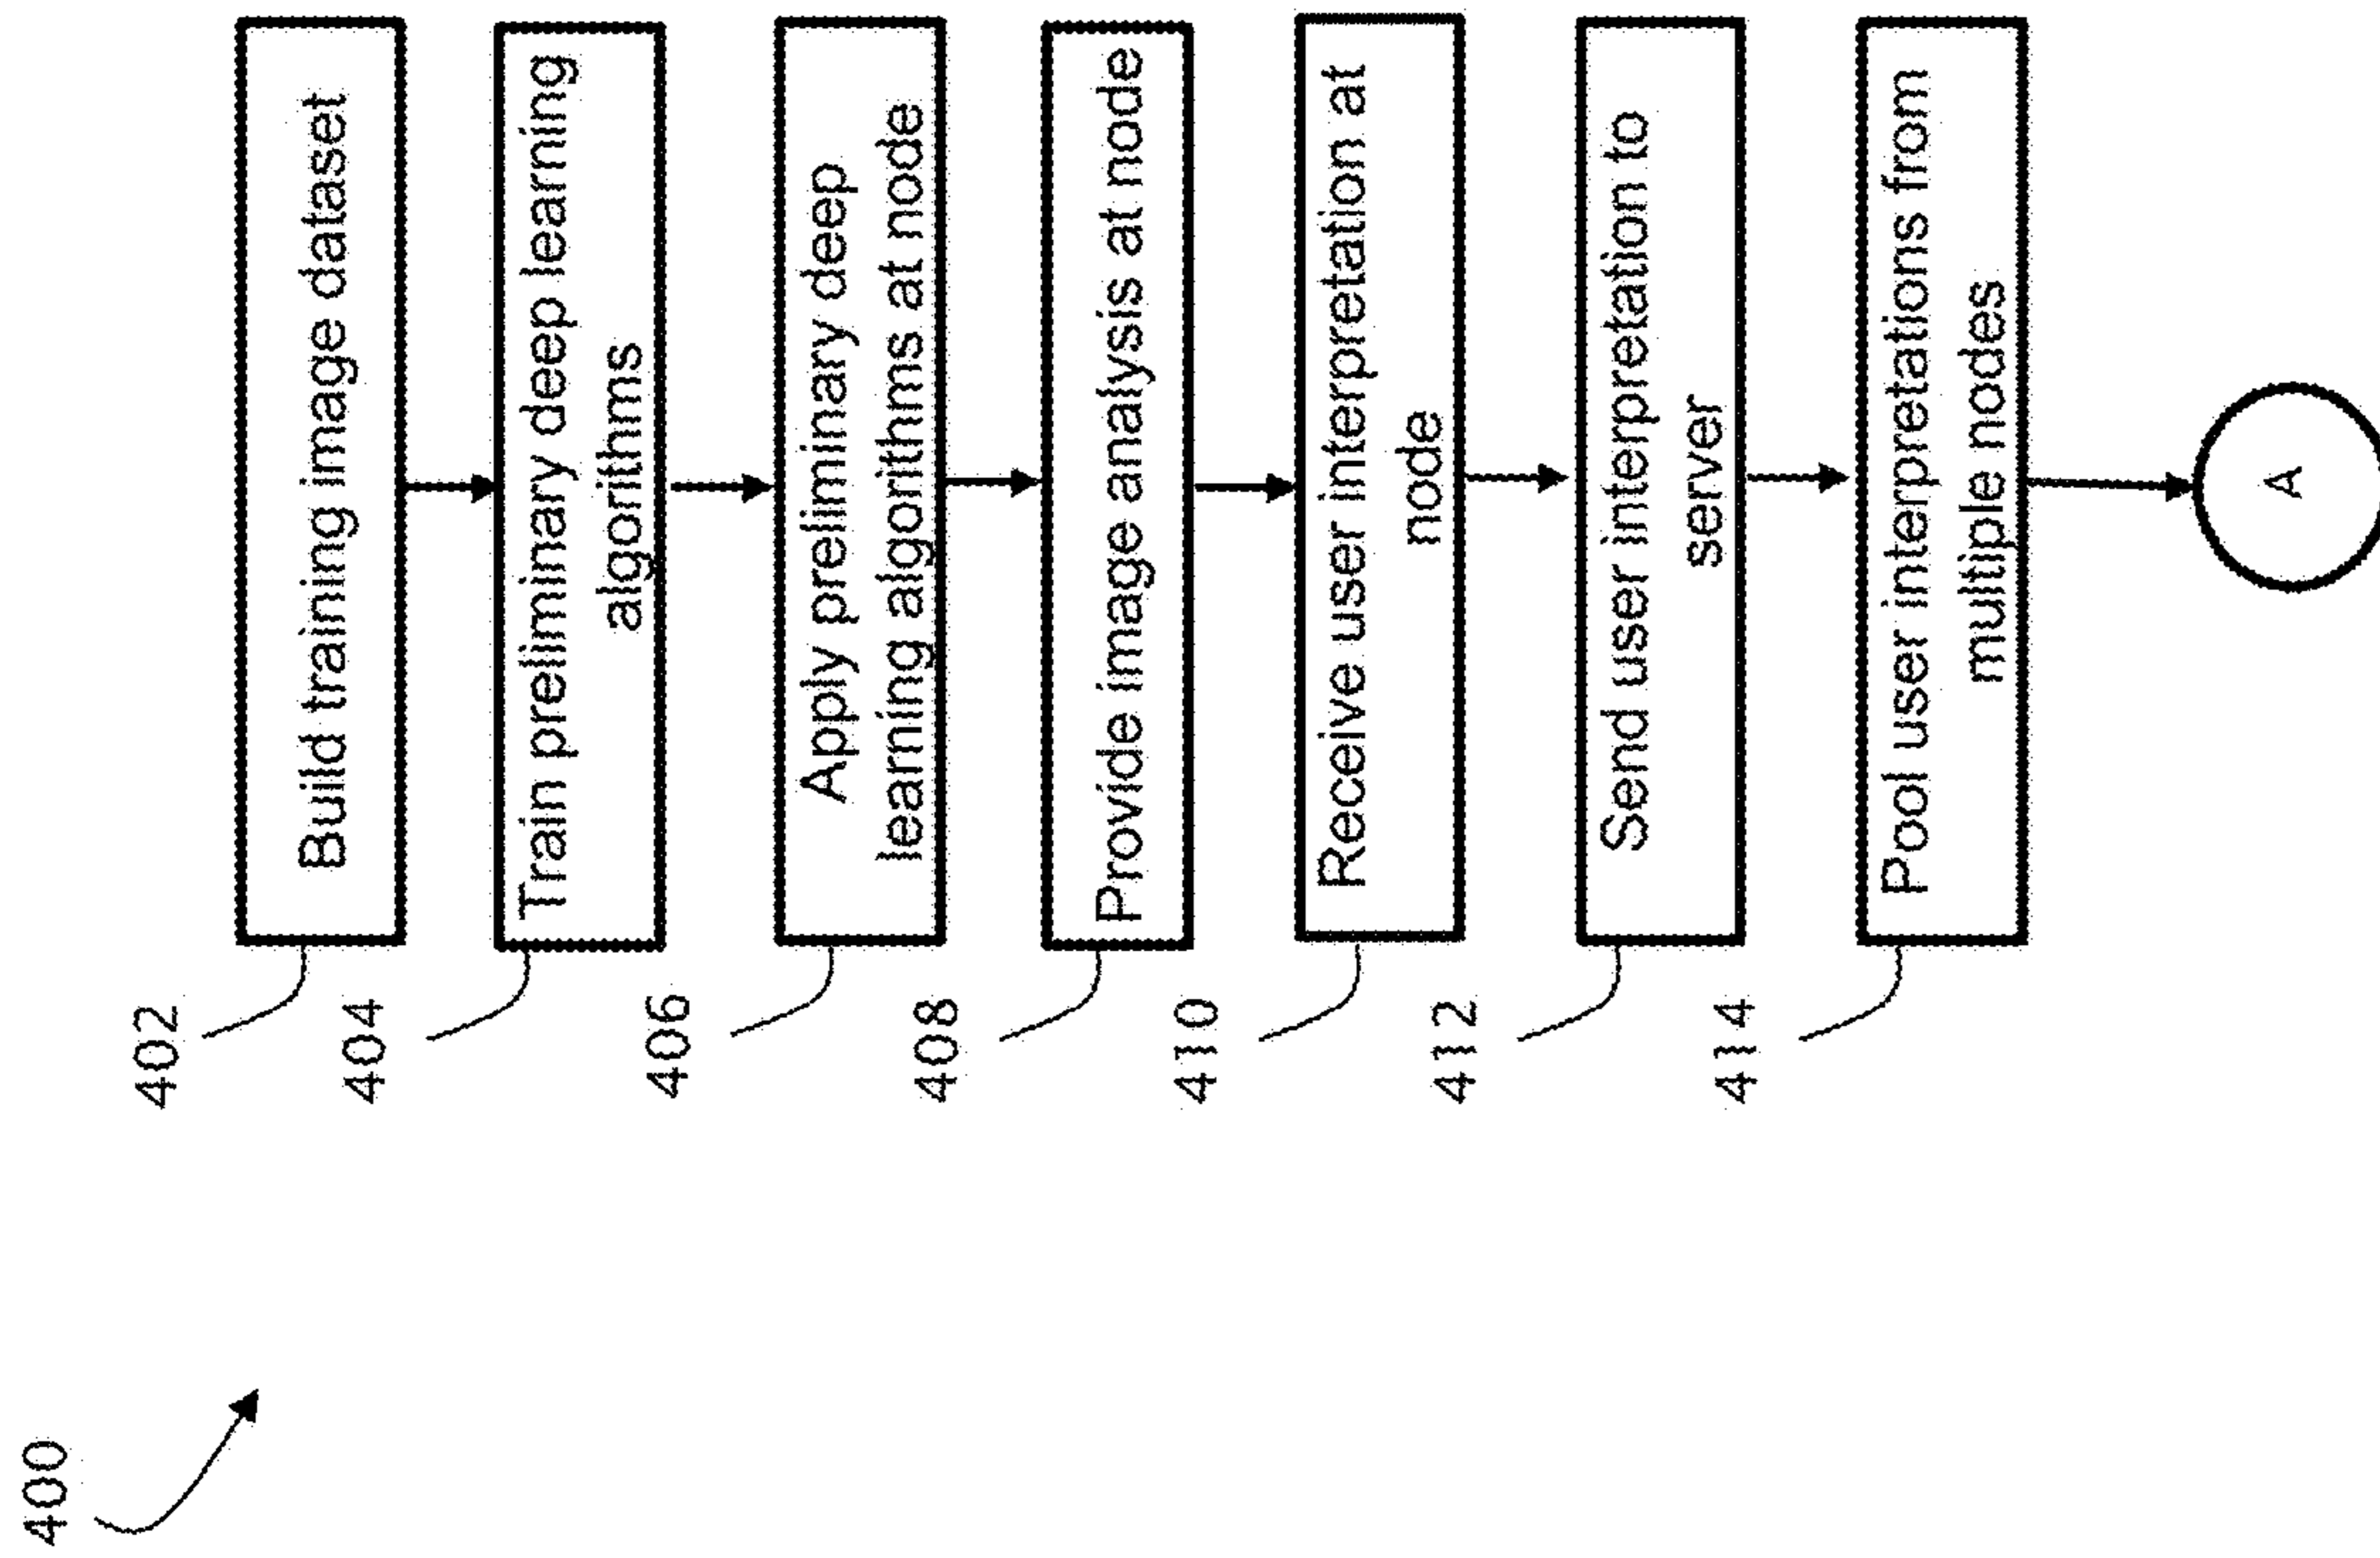 400
402
Build training image dataset
404
Train preliminary deep learning
algorithms
406
Apply preliminary deep
learning algorithms at node
408
Provide image analysis at node
410
Receive user interpretation at
node
412
Send user interpretation to
server
414
Pool user interpretations from
multiple nodes
A